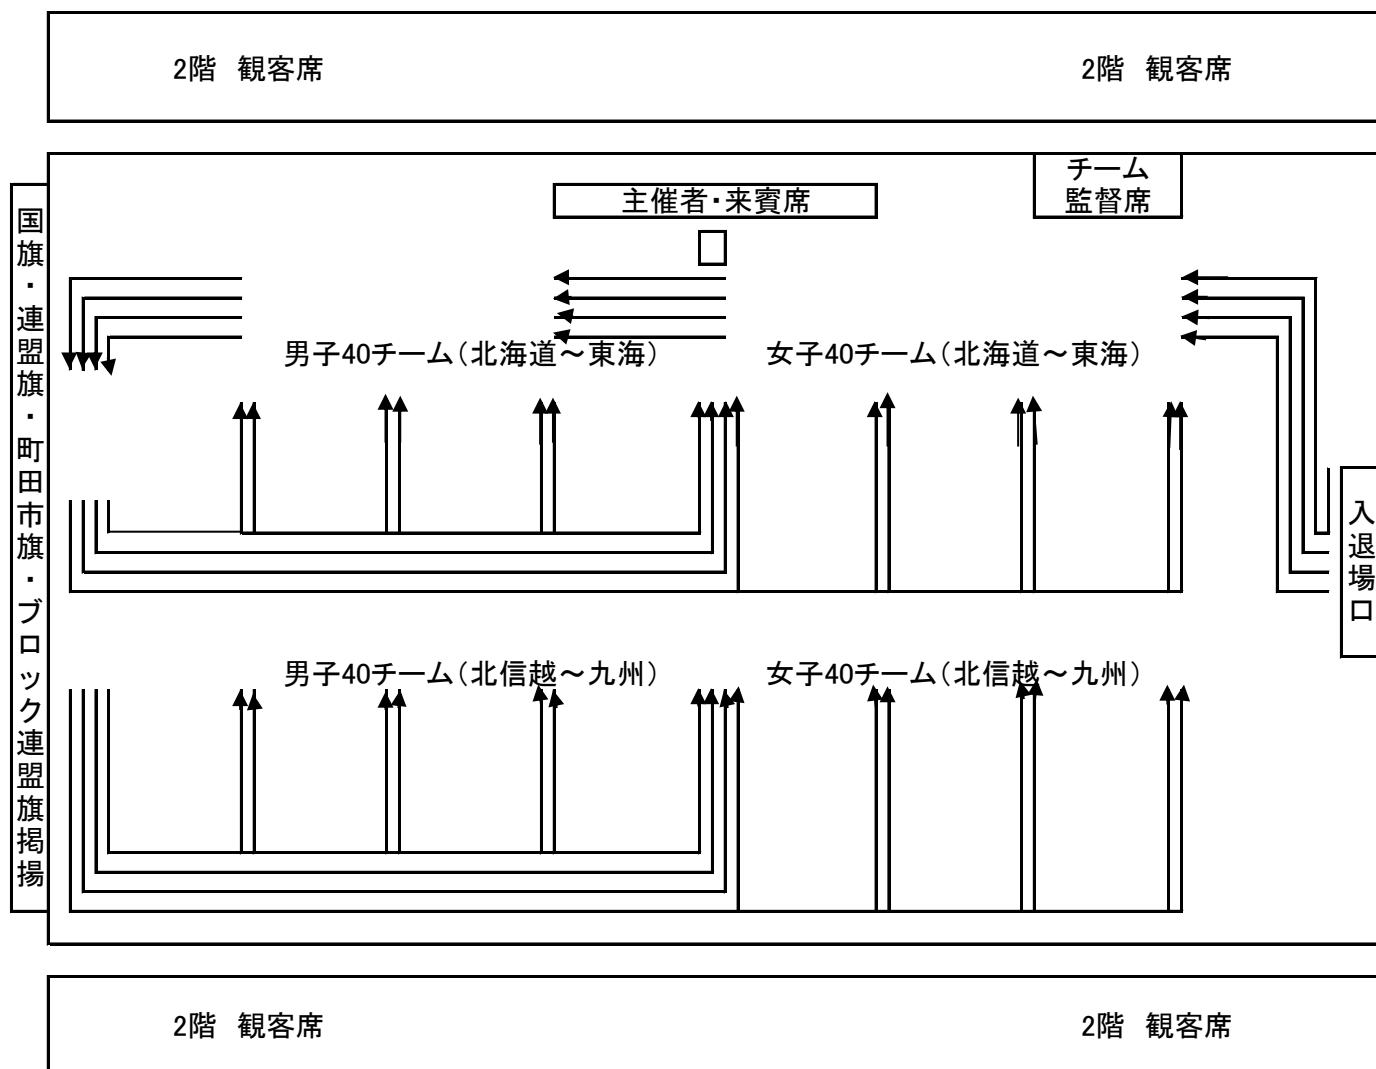 2階 観客席
2階 観客席
チーム
監督席
主催者・来賓席
国旗・連盟旗・町田市旗・ブロック連盟旗掲揚
男子40チーム（北海道～東海）
女子40チーム（北海道～東海）
入退場口
男子40チーム（北信越～九州）
女子40チーム（北信越～九州）
2階 観客席
2階 観客席